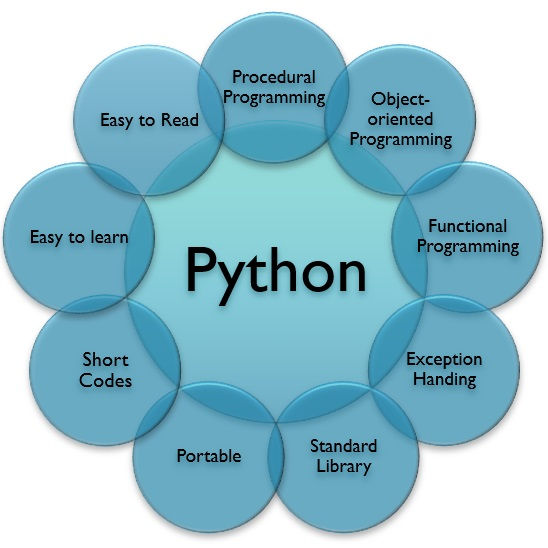 Procedural
Programming
Object-
oriented
Programming
Functional
Programming
Exception
Handing
Standard
Library
Portable
Short
Codes
Easy to learn
Easy to Read
Python